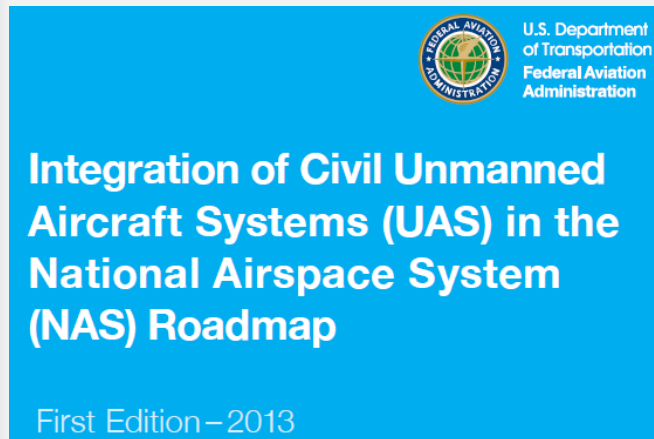 FEDERAL AVIATION
ADMINISTRATION
U.S. Department
of Transportation
Federal Aviation
Administration
Integration of Civil Unmanned
Aircraft Systems (UAS) in the
National Airspace System
(NAS) Roadmap
First Edition – 2013